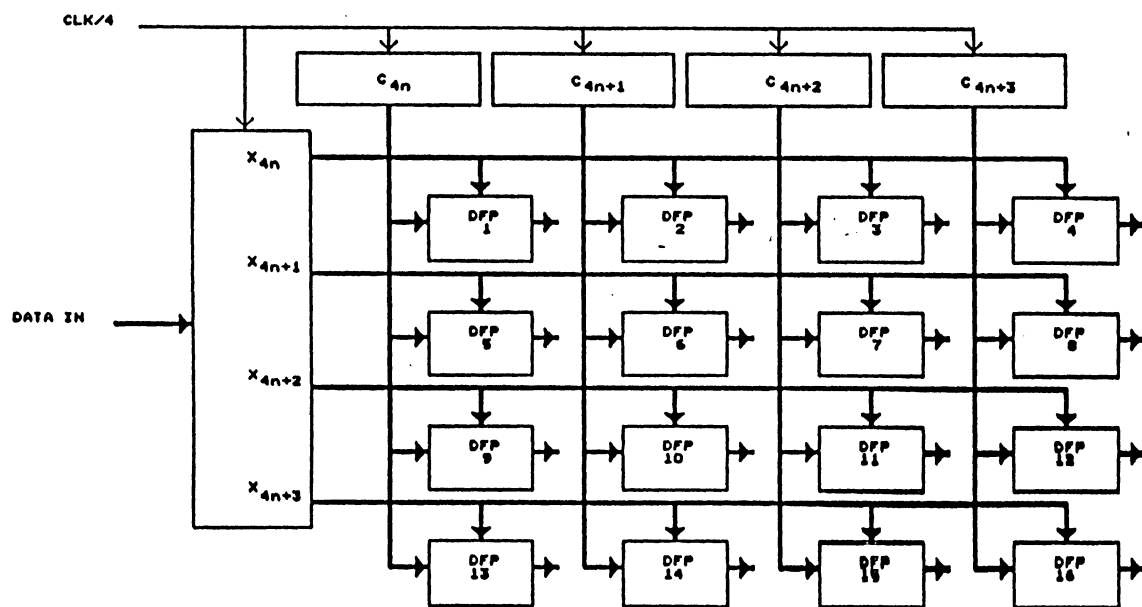 CLK/4
C4n C4n+1 C4n+2 C4n+3
X4n
DFP 1 DFP 2 DFP 3 DFP 4
X4n+1
DATA IN
DFP 5 DFP 6 DFP 7 DFP 8
X4n+2
DFP 9 DFP 10 DFP 11 DFP 12
X4n+3
DFP 13 DFP 14 DFP 15 DFP 16